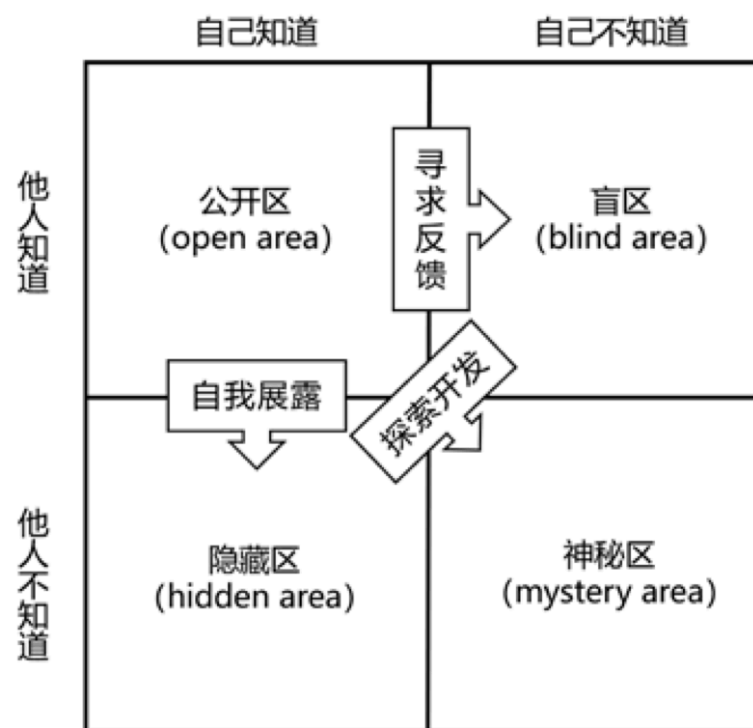 自己知道
自己不知道
他人知道
公开区
(open area)
寻求反馈
盲区
(blind area)
自我展露
探索开发
他人不知道
隐藏区
(hidden area)
神秘区
(mystery area)